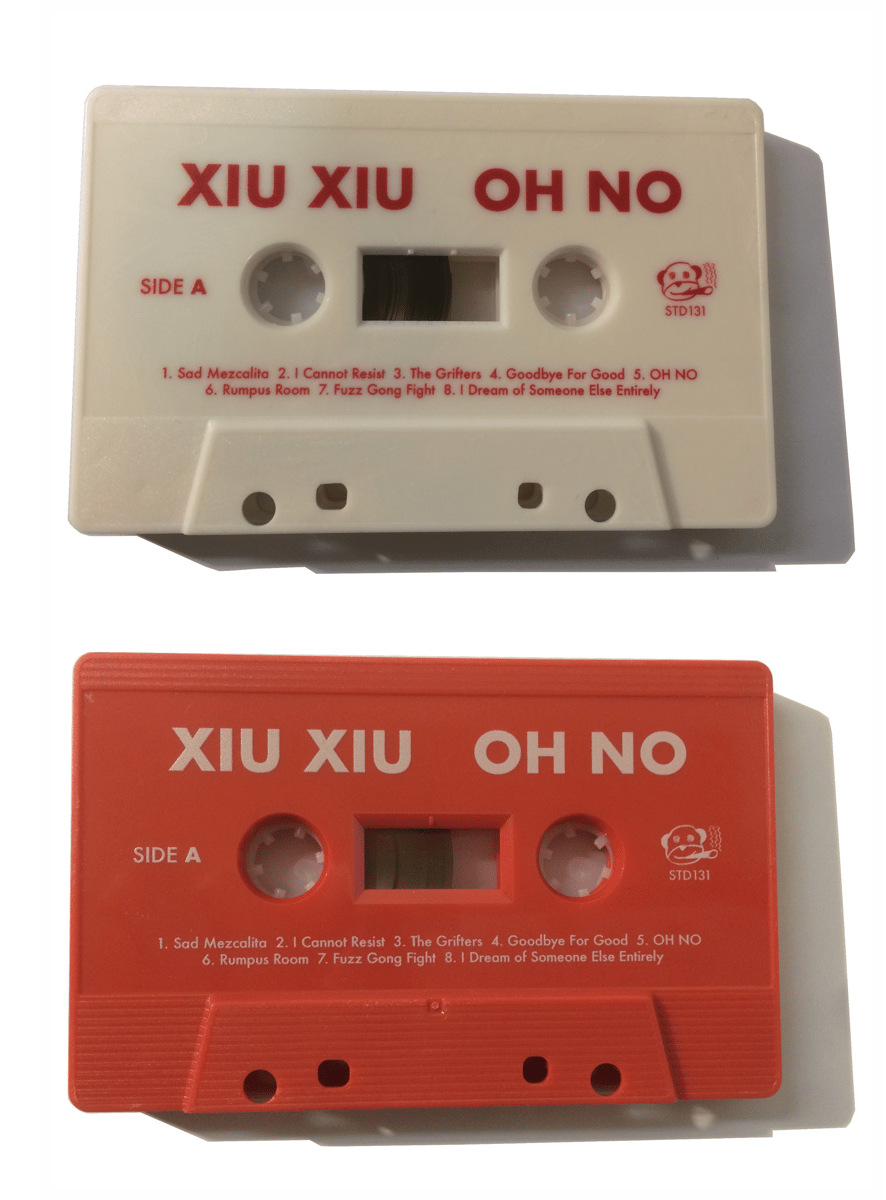 XIU XIU OH NO
SIDE A
STD131
1. Sad Mezcalita 2. I Cannot Resist 3. The Grifters 4. Goodbye For Good 5. OH NO
6. Rumpus Room 7. Fuzz Gong Fight 8. I Dream of Someone Else Entirely
XIU XIU OH NO
SIDE A
STD131
1. Sad Mezcalita 2. I Cannot Resist 3. The Grifters 4. Goodbye For Good 5. OH NO
6. Rumpus Room 7. Fuzz Gong Fight 8. I Dream of Someone Else Entirely